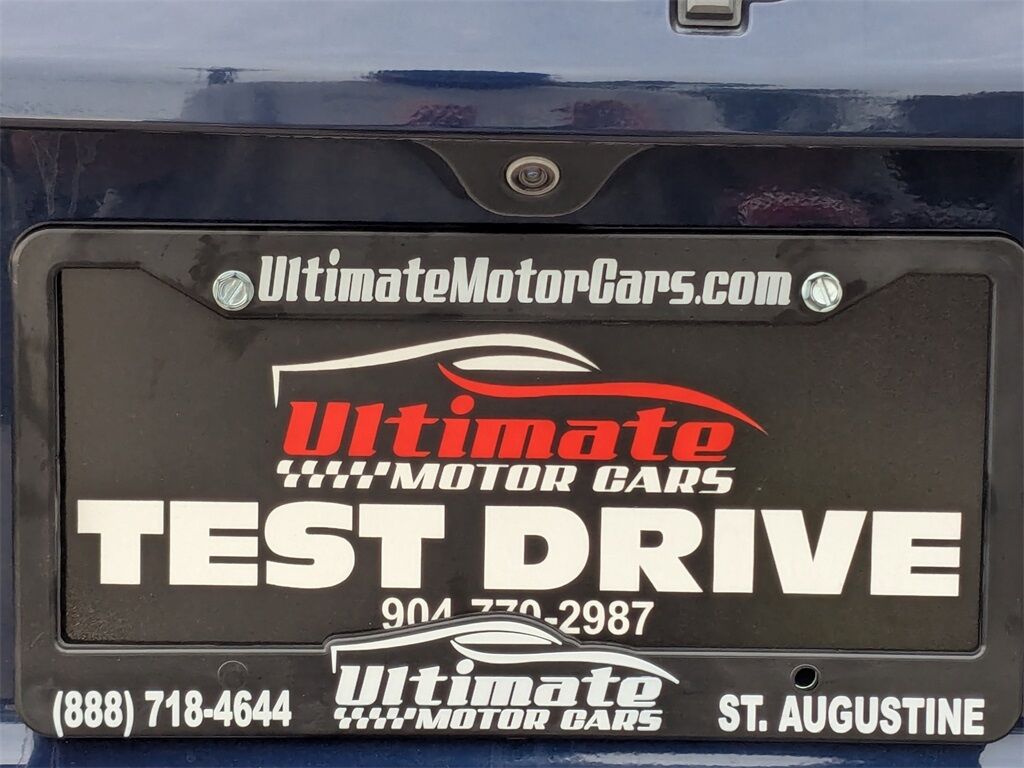 UltimateMotorCars.com
Ultimate
MOTOR CARS
TEST DRIVE
904-770-2987
Ultimate
MOTOR CARS
(888) 718-4644
ST. AUGUSTINE